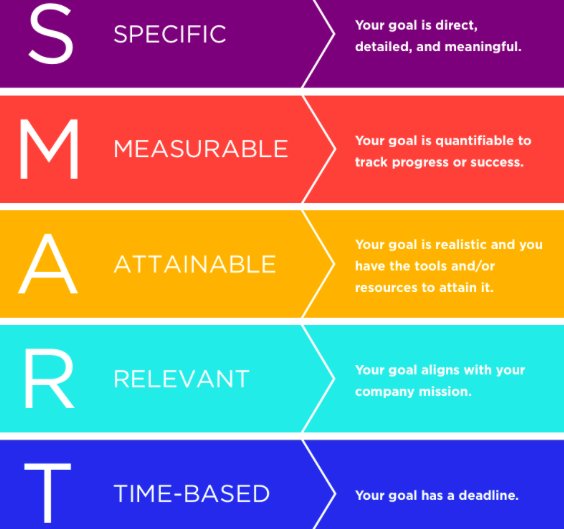 S SPECIFIC
Your goal is direct,
detailed, and meaningful.
M MEASURABLE
Your goal is quantifiable to
track progress or success.
A ATTAINABLE
Your goal is realistic and you
have the tools and/or
resources to attain it.
R RELEVANT
Your goal aligns with your
company mission.
T TIME-BASED
Your goal has a deadline.